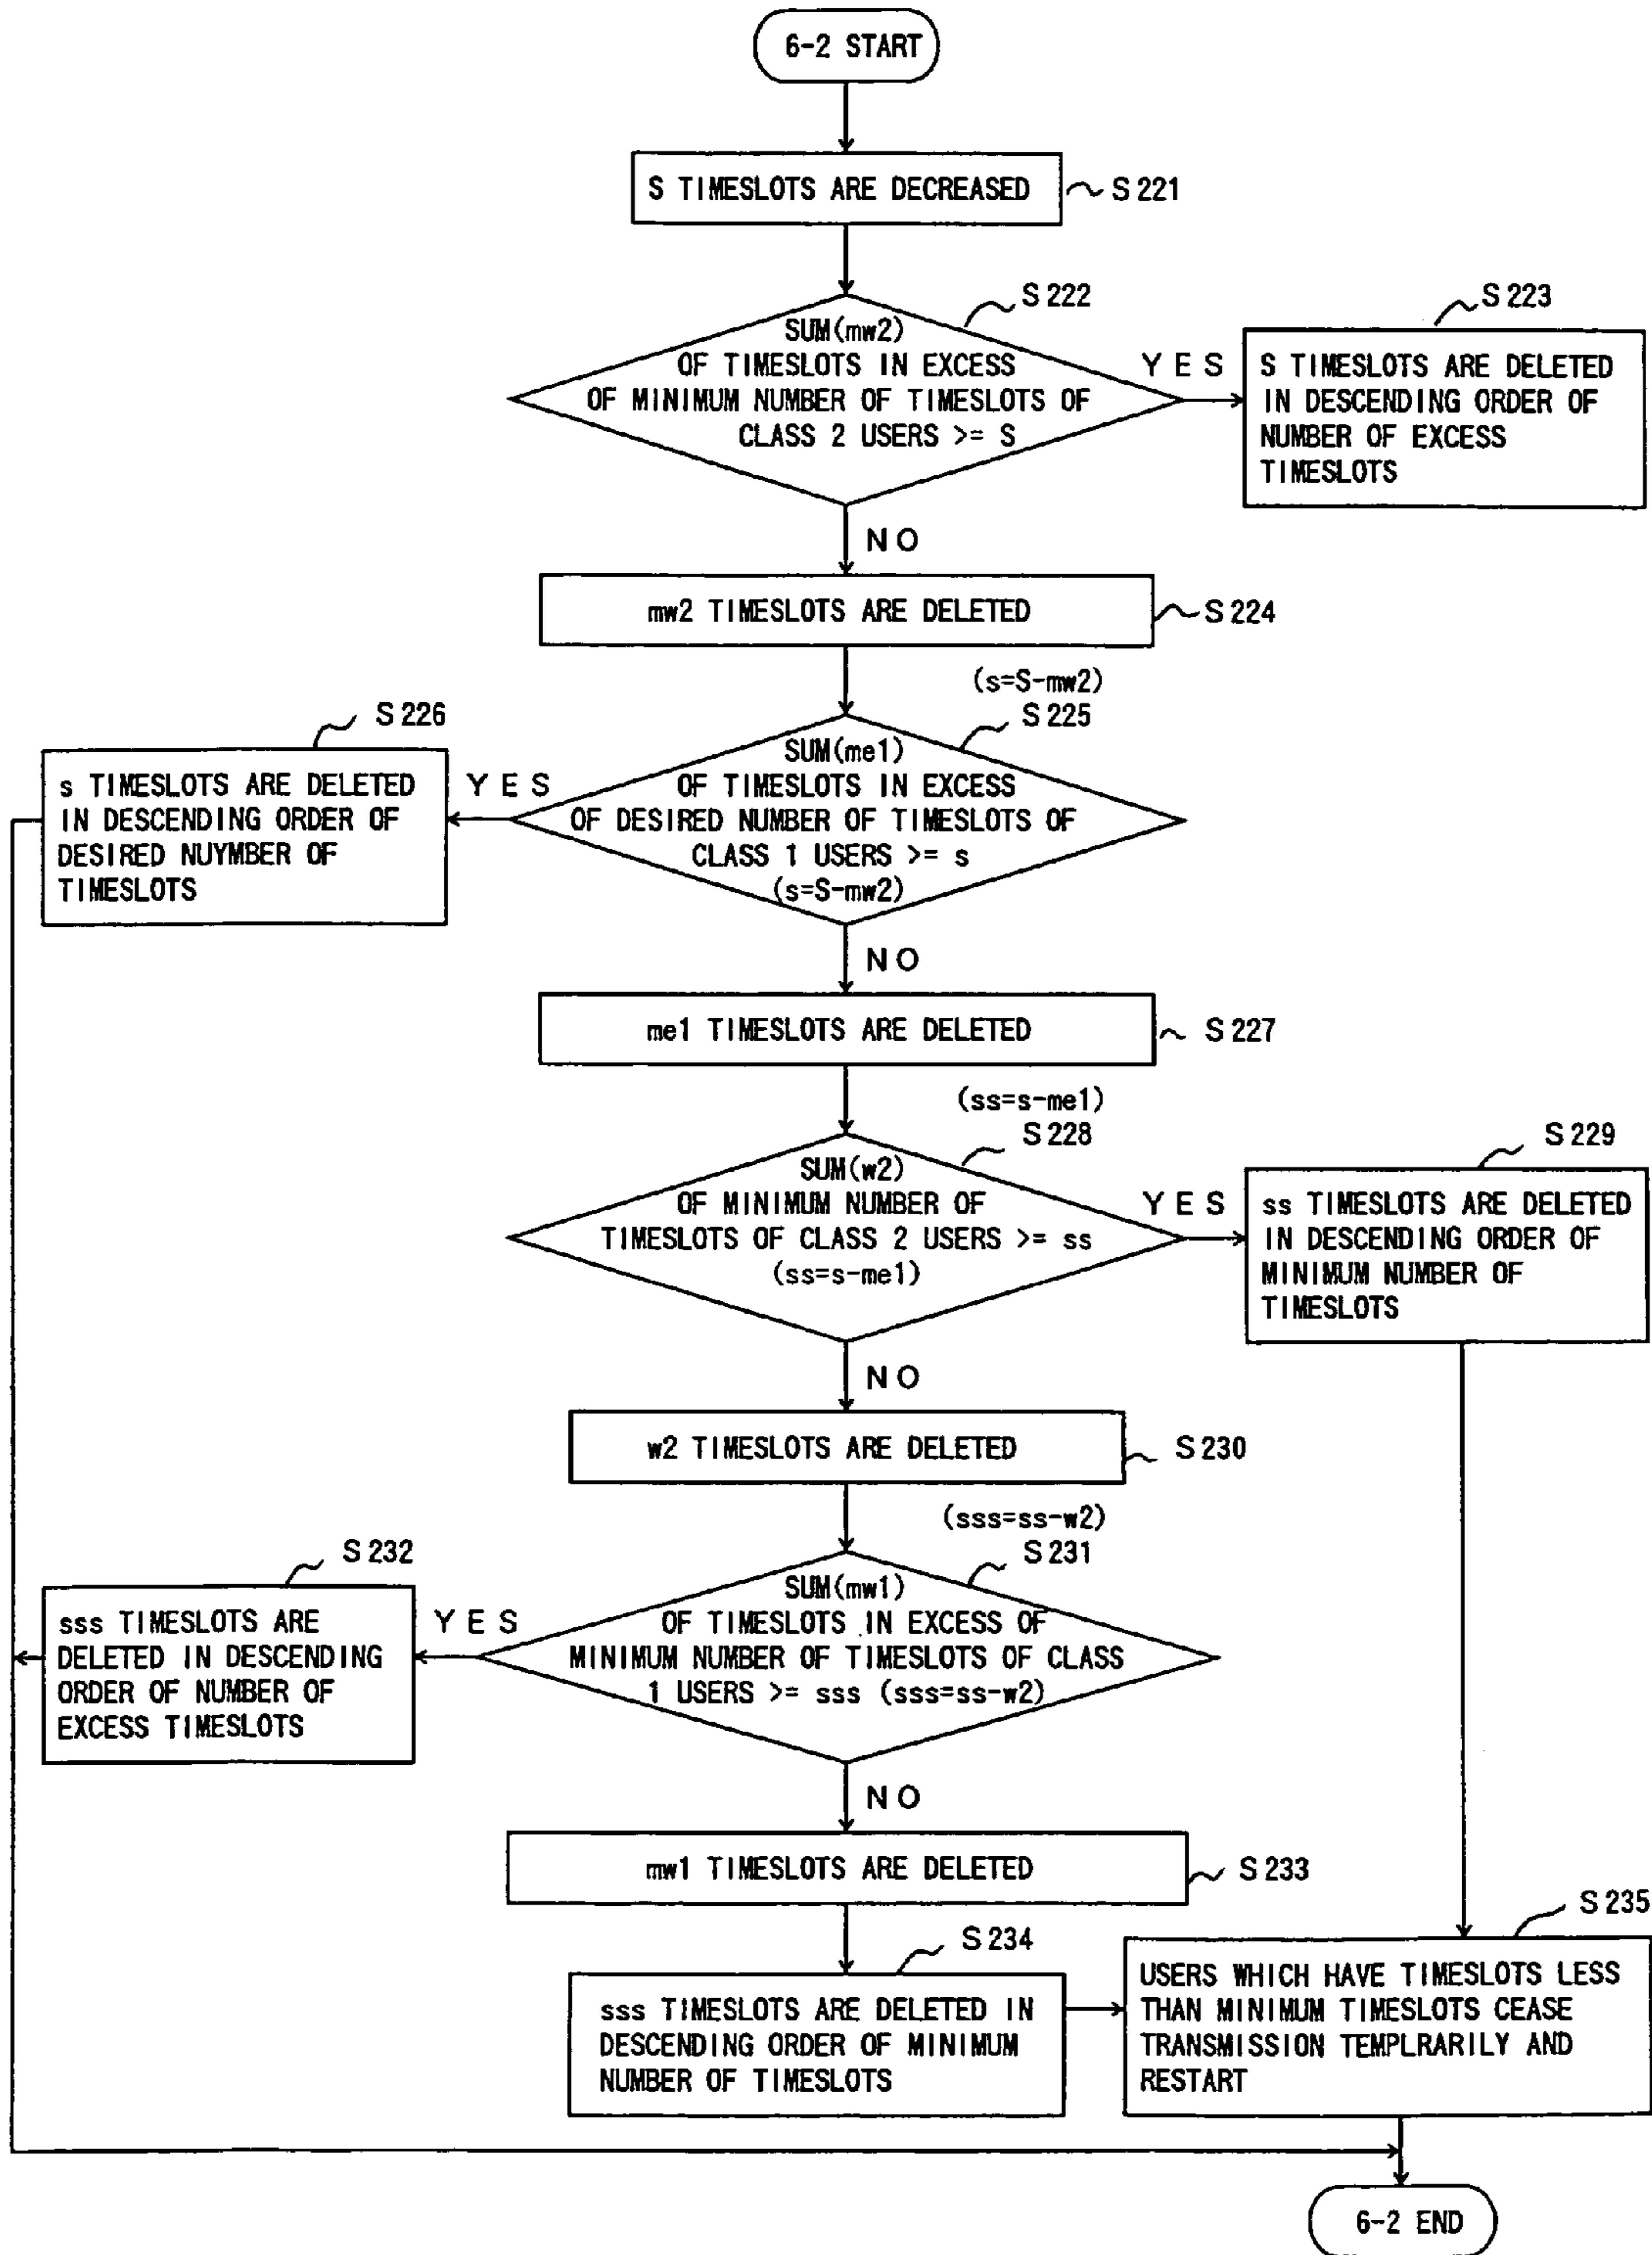 6-2 START
S TIMESLOTS ARE DECREASED
S221
S222
SUM(mw2)
OF TIMESLOTS IN EXCESS
OF MINIMUM NUMBER OF TIMESLOTS OF
CLASS 2 USERS >= S
YES
S223
S TIMESLOTS ARE DELETED
IN DESCENDING ORDER OF
NUMBER OF EXCESS
TIMESLOTS
NO
mw2 TIMESLOTS ARE DELETED
S224
(s=S-mw2)
S225
SUM(me1)
OF TIMESLOTS IN EXCESS
OF DESIRED NUMBER OF TIMESLOTS OF
CLASS 1 USERS >= s
(s=S-mw2)
YES
S226
s TIMESLOTS ARE DELETED
IN DESCENDING ORDER OF
DESIRED NUYMBER OF
TIMESLOTS
NO
me1 TIMESLOTS ARE DELETED
S227
(ss=s-me1)
S228
SUM(w2)
OF MINIMUM NUMBER OF
TIMESLOTS OF CLASS 2 USERS >= ss
(ss=s-me1)
YES
S229
ss TIMESLOTS ARE DELETED
IN DESCENDING ORDER OF
MINIMUM NUMBER OF
TIMESLOTS
NO
w2 TIMESLOTS ARE DELETED
S230
(sss=ss-w2)
S231
SUM(mw1)
OF TIMESLOTS IN EXCESS OF
MINIMUM NUMBER OF TIMESLOTS OF CLASS
1 USERS >= sss (sss=ss-w2)
YES
S232
sss TIMESLOTS ARE
DELETED IN DESCENDING
ORDER OF NUMBER OF
EXCESS TIMESLOTS
NO
mw1 TIMESLOTS ARE DELETED
S233
S234
sss TIMESLOTS ARE DELETED IN
DESCENDING ORDER OF MINIMUM
NUMBER OF TIMESLOTS
S235
USERS WHICH HAVE TIMESLOTS LESS
THAN MINIMUM TIMESLOTS CEASE
TRANSMISSION TEMPLRARILY AND
RESTART
6-2 END